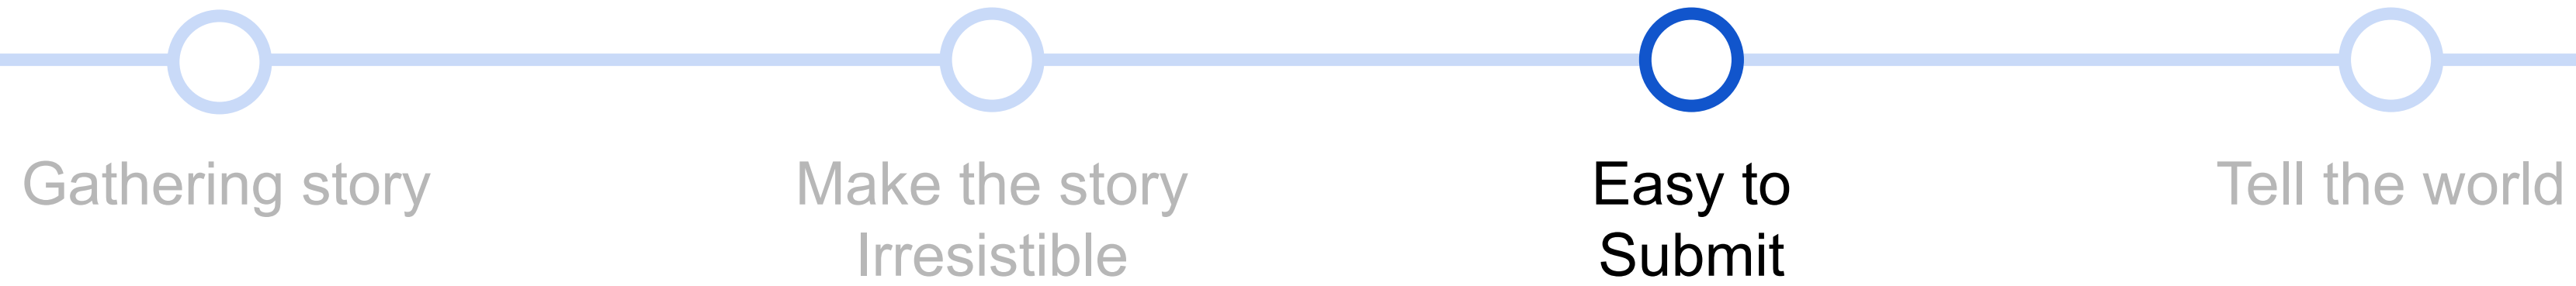 Gathering story
Make the story
Irresistible
Easy to
Submit
Tell the world